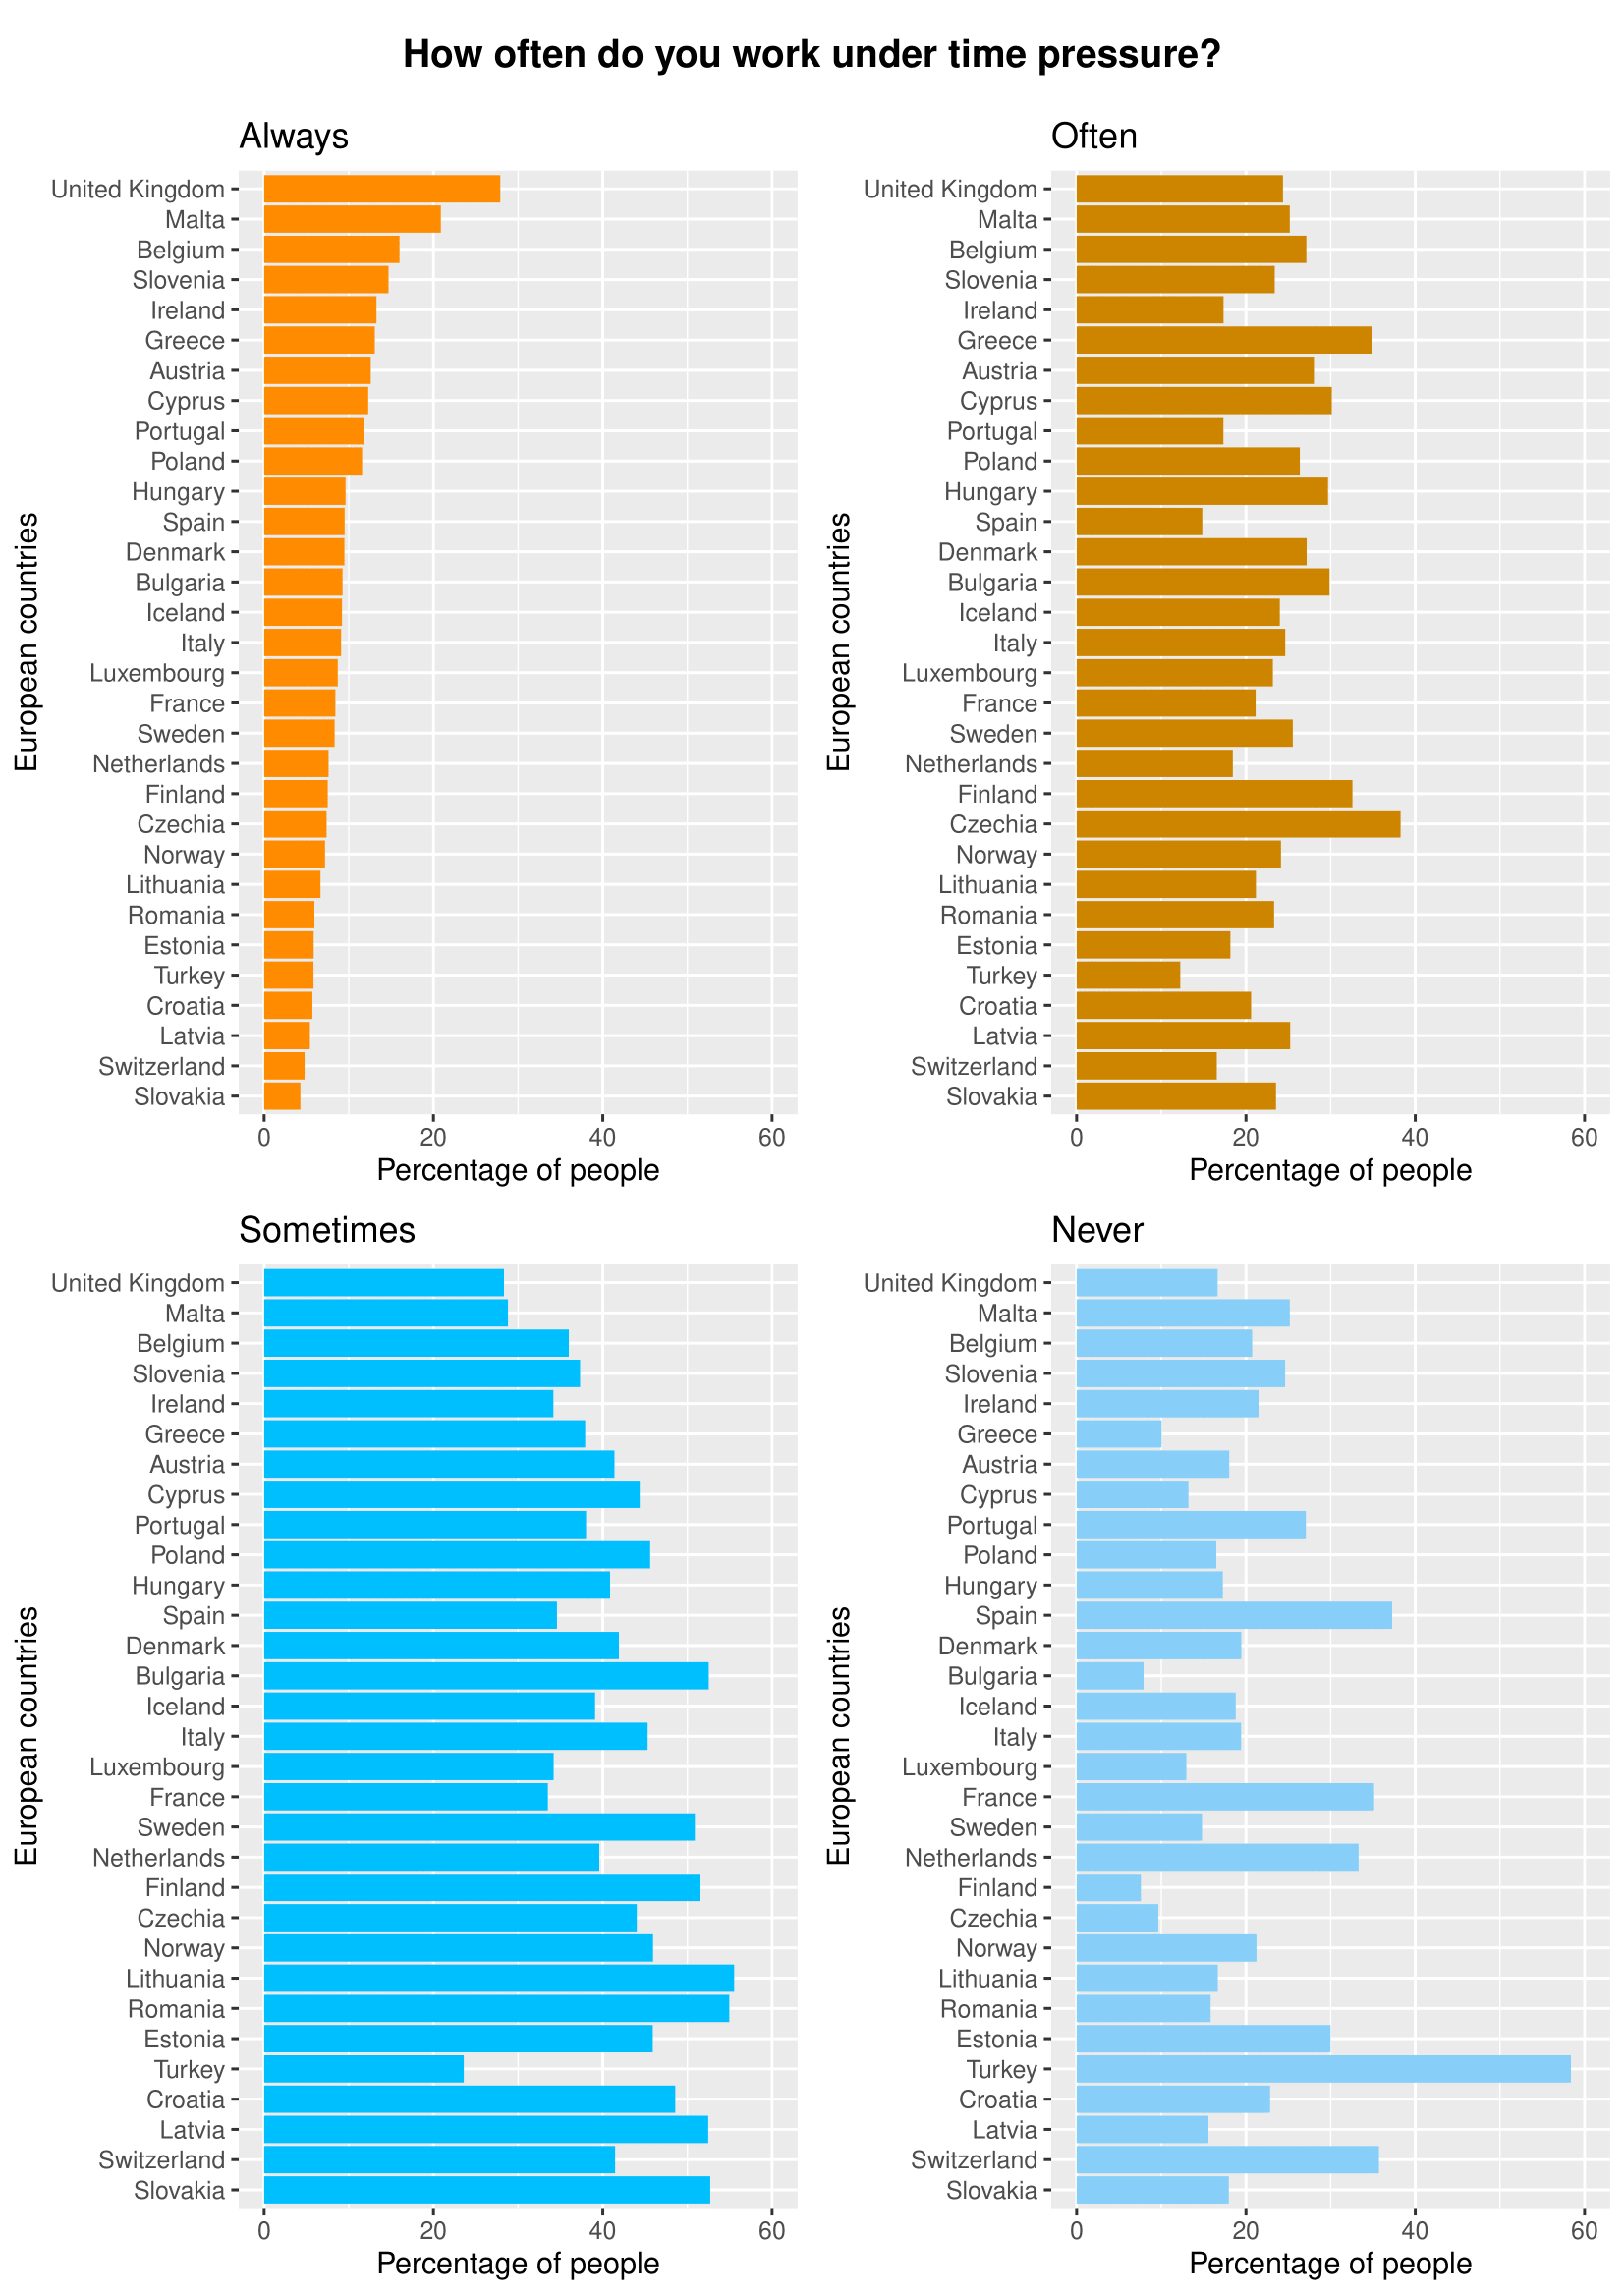 How often do you work under time pressure?
Always
United Kingdom
Malta
Belgium
Slovenia
Ireland
Greece
Austria
Cyprus
Portugal
Poland
Hungary
Spain
Denmark
Bulgaria
Iceland
Italy
Luxembourg
France
Sweden
Netherlands
Finland
Czechia
Norway
Lithuania
Romania
Estonia
Turkey
Croatia
Latvia
Switzerland
Slovakia
European countries
0 20 40 60
Percentage of people
Often
United Kingdom
Malta
Belgium
Slovenia
Ireland
Greece
Austria
Cyprus
Portugal
Poland
Hungary
Spain
Denmark
Bulgaria
Iceland
Italy
Luxembourg
France
Sweden
Netherlands
Finland
Czechia
Norway
Lithuania
Romania
Estonia
Turkey
Croatia
Latvia
Switzerland
Slovakia
European countries
0 20 40 60
Percentage of people
Sometimes
United Kingdom
Malta
Belgium
Slovenia
Ireland
Greece
Austria
Cyprus
Portugal
Poland
Hungary
Spain
Denmark
Bulgaria
Iceland
Italy
Luxembourg
France
Sweden
Netherlands
Finland
Czechia
Norway
Lithuania
Romania
Estonia
Turkey
Croatia
Latvia
Switzerland
Slovakia
European countries
0 20 40 60
Percentage of people
Never
United Kingdom
Malta
Belgium
Slovenia
Ireland
Greece
Austria
Cyprus
Portugal
Poland
Hungary
Spain
Denmark
Bulgaria
Iceland
Italy
Luxembourg
France
Sweden
Netherlands
Finland
Czechia
Norway
Lithuania
Romania
Estonia
Turkey
Croatia
Latvia
Switzerland
Slovakia
European countries
0 20 40 60
Percentage of people